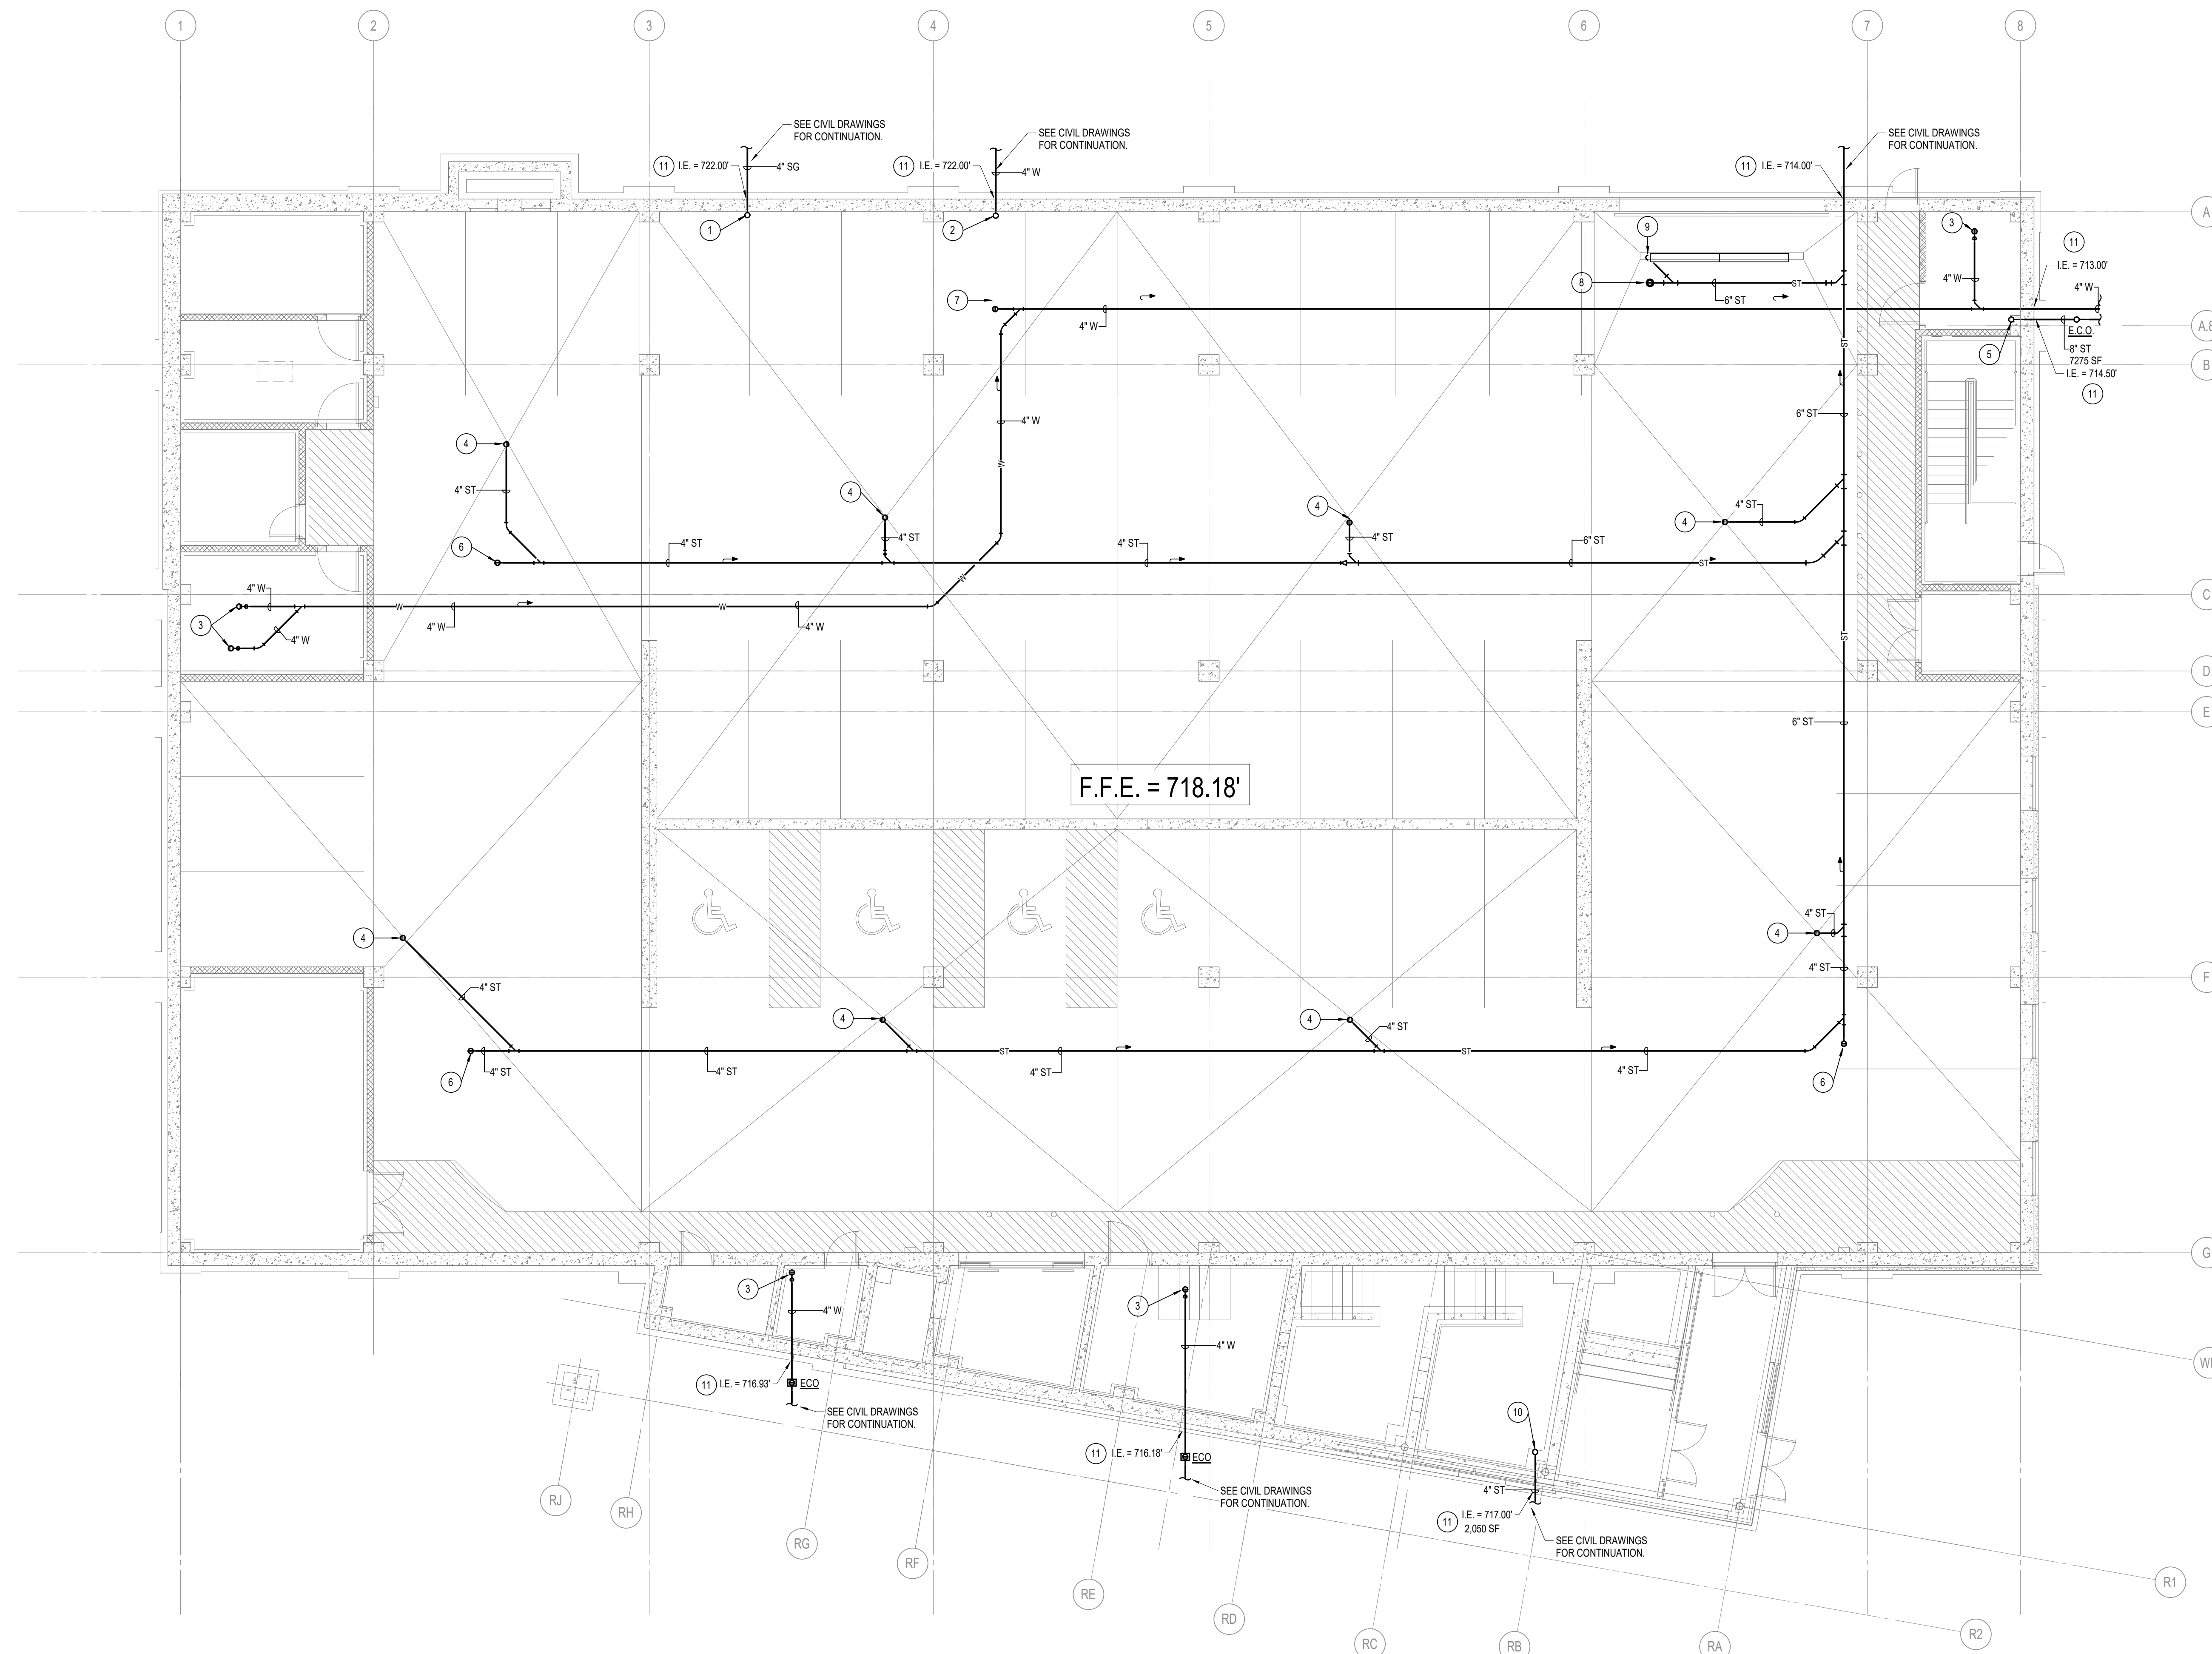 1 2 3 4 5 6 7 8
SEE CIVIL DRAWINGS
FOR CONTINUATION.
11 I.E. = 722.00'
4" SG
1
SEE CIVIL DRAWINGS
FOR CONTINUATION.
11 I.E. = 722.00'
4" W
2
SEE CIVIL DRAWINGS
FOR CONTINUATION.
11 I.E. = 714.00'
A
9
3
11
I.E. = 713.00'
4" W
4" W
8
ST
6" ST
7
4" W
E.C.O.
5
8" ST
7275 SF
I.E. = 714.50'
11
B
ST
6" ST
4" W
W
4
4" ST
4
4" ST
4
4" ST
4
4" ST
6
4" ST
4" ST
6" ST
ST
W
C
4" W
3
4" W
W
4" W
W
4" W
ST
D
E
6" ST
F.F.E. = 718.18'
4
4" ST
4
4" ST
4" ST
F
4
4
4" ST
6
4" ST
4" ST
ST
4" ST
ST
4" ST
6
G
3
4" W
3
4" W
11 I.E. = 716.93'
ECO
SEE CIVIL DRAWINGS
FOR CONTINUATION.
11 I.E. = 716.18'
ECO
SEE CIVIL DRAWINGS
FOR CONTINUATION.
10
4" ST
11 I.E. = 717.00'
2,050 SF
SEE CIVIL DRAWINGS
FOR CONTINUATION.
RJ
RH
RG
RF
RE
RD
RC
RB
RA
R2
R1